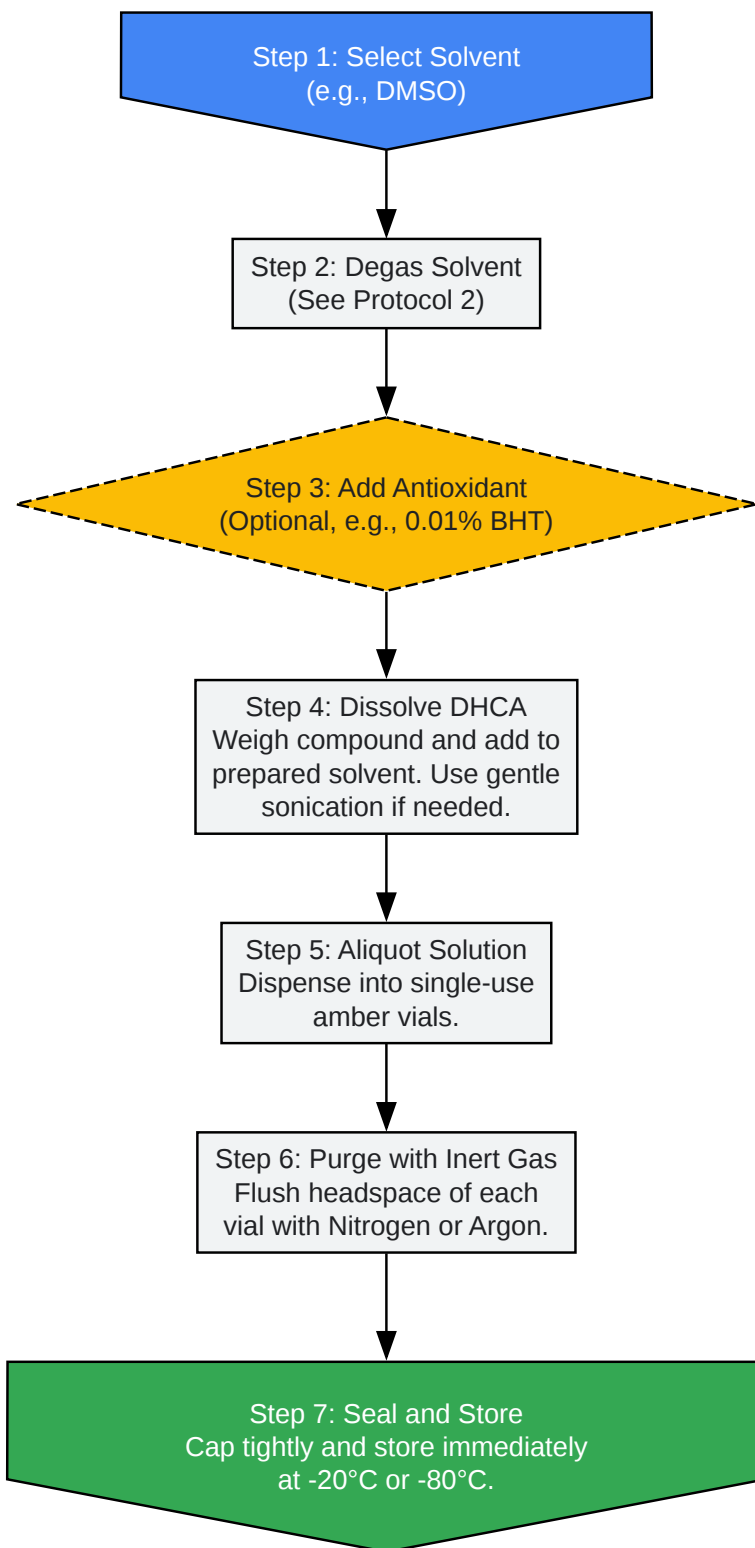 Step 1: Select Solvent
(e.g., DMSO)
Step 2: Degas Solvent
(See Protocol 2)
Step 3: Add Antioxidant
(Optional, e.g., 0.01% BHT)
Step 4: Dissolve DHCA
Weigh compound and add to
prepared solvent. Use gentle
sonication if needed.
Step 5: Aliquot Solution
Dispense into single-use
amber vials.
Step 6: Purge with Inert Gas
Flush headspace of each
vial with Nitrogen or Argon.
Step 7: Seal and Store
Cap tightly and store immediately
at -20°C or -80°C.